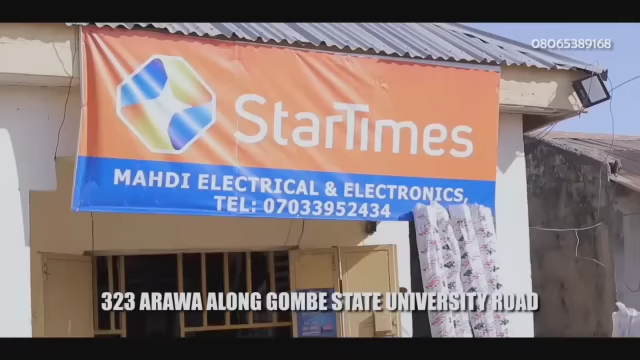 08065389168
StarTimes
MAHDI ELECTRICAL & ELECTRONICS,
TEL: 07033952434
323 ARAWA ALONG GOMBE STATE UNIVERSITY ROAD